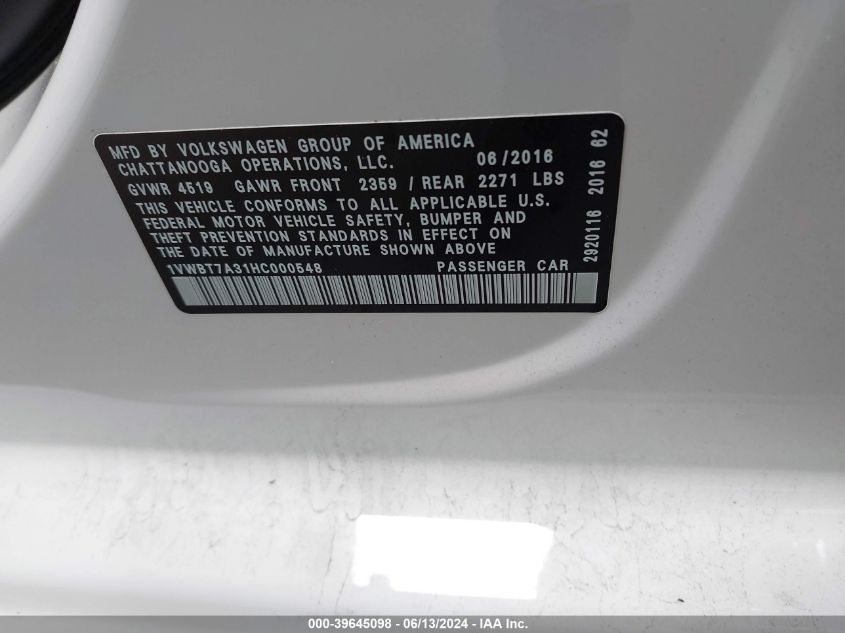 MFD BY VOLKSWAGEN GROUP OF AMERICA
CHATTANOOGA OPERATIONS, LLC. 06/2016
GVWR 4519 GAWR FRONT 2359 / REAR 2271 LBS
THIS VEHICLE CONFORMS TO ALL APPLICABLE U.S.
FEDERAL MOTOR VEHICLE SAFETY, BUMPER AND
THEFT PREVENTION STANDARDS IN EFFECT ON
THE DATE OF MANUFACTURE SHOWN ABOVE
1VWBT7A31HC000548 PASSENGER CAR
2920116 2016 62
000-39645098 - 06/13/2024 - IAA Inc.